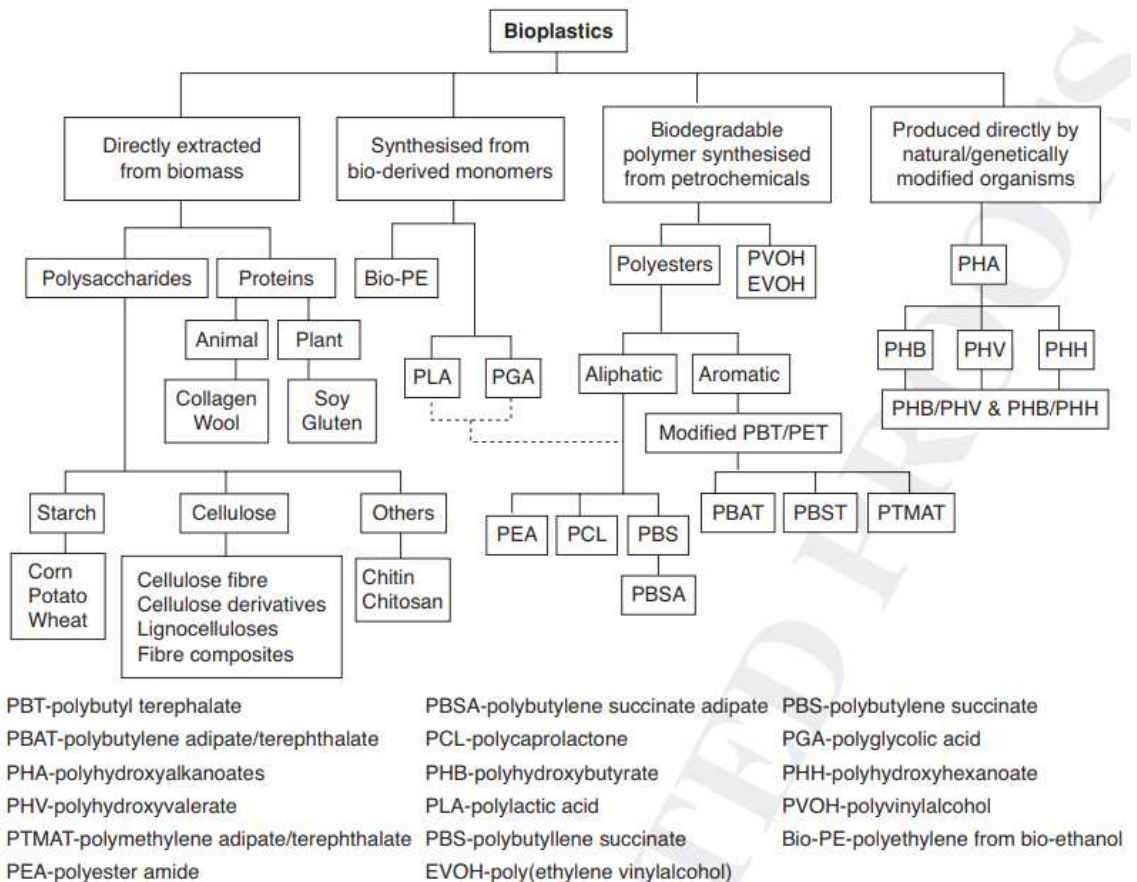 Bioplastics
Directly extracted
from biomass
Synthesised from
bio-derived monomers
Biodegradable
polymer synthesised
from petrochemicals
Produced directly by
natural/genetically
modified organisms
Polysaccharides
Proteins
Bio-PE
Polyesters
PVOH
EVOH
PHA
Animal
Plant
PLA
PGA
Aliphatic
Aromatic
PHB
PHV
PHH
Collagen
Wool
Soy
Gluten
Modified PBT/PET
PHB/PHV & PHB/PHH
Starch
Cellulose
Others
PEA
PCL
PBS
PBAT
PBST
PTMAT
Corn
Potato
Wheat
Cellulose fibre
Cellulose derivatives
Lignocelluloses
Fibre composites
Chitin
Chitosan
PBSA
PBT-polybutyl terephalate
PBSA-polybutylene succinate adipate
PBS-polybutylene succinate
PBAT-polybutylene adipate/terephthalate
PCL-polycaprolactone
PGA-polyglycolic acid
PHA-polyhydroxyalkanoates
PHB-polyhydroxybutyrate
PHH-polyhydroxyhexanoate
PHV-polyhydroxyvalerate
PLA-polylactic acid
PVOH-polyvinylalcohol
PTMAT-polymethylene adipate/terephthalate
PBS-polybutyllene succinate
Bio-PE-polyethylene from bio-ethanol
PEA-polyester amide
EVOH-poly(ethylene vinylalcohol)
TED PROOFS